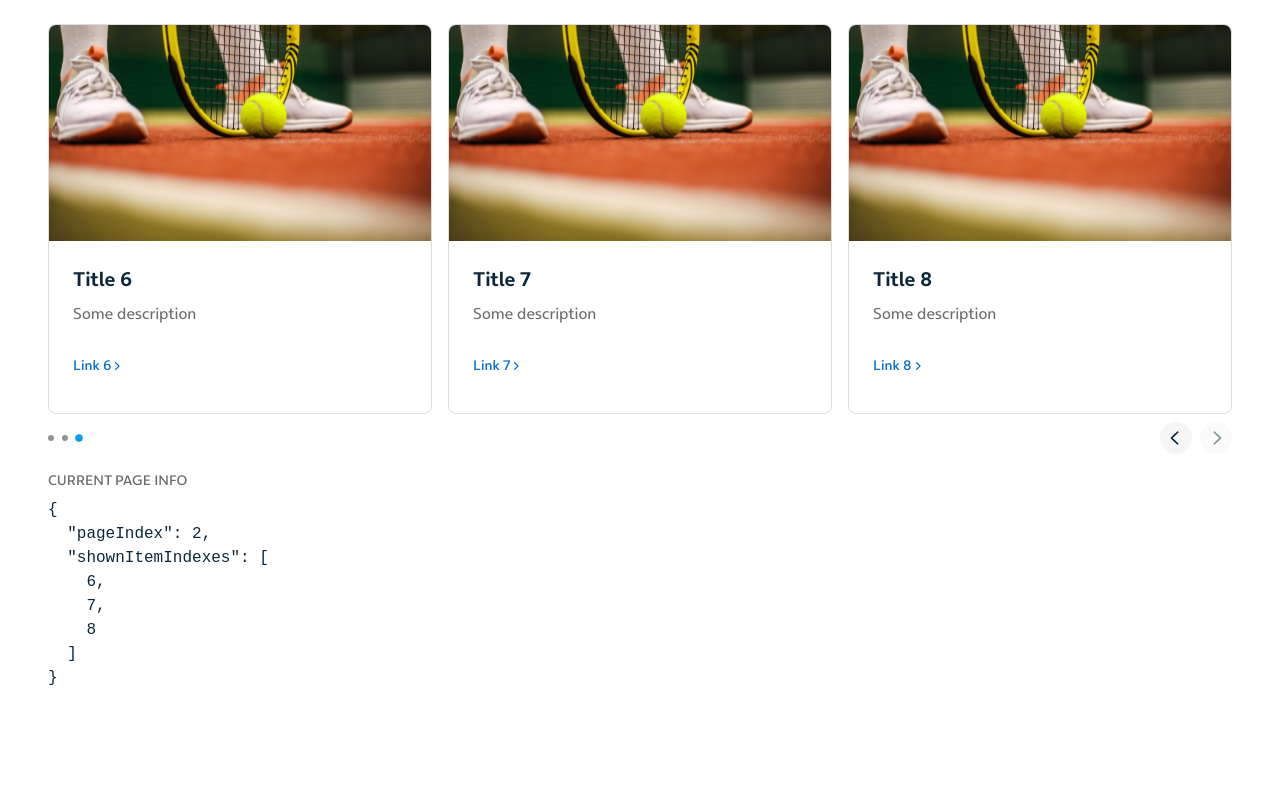 Title 6
Some description
Link 6
Title 7
Some description
Link 7
Title 8
Some description
Link 8
CURRENT PAGE INFO
{
  "pageIndex": 2,
  "shownItemIndexes": [
    6,
    7,
    8
  ]
}